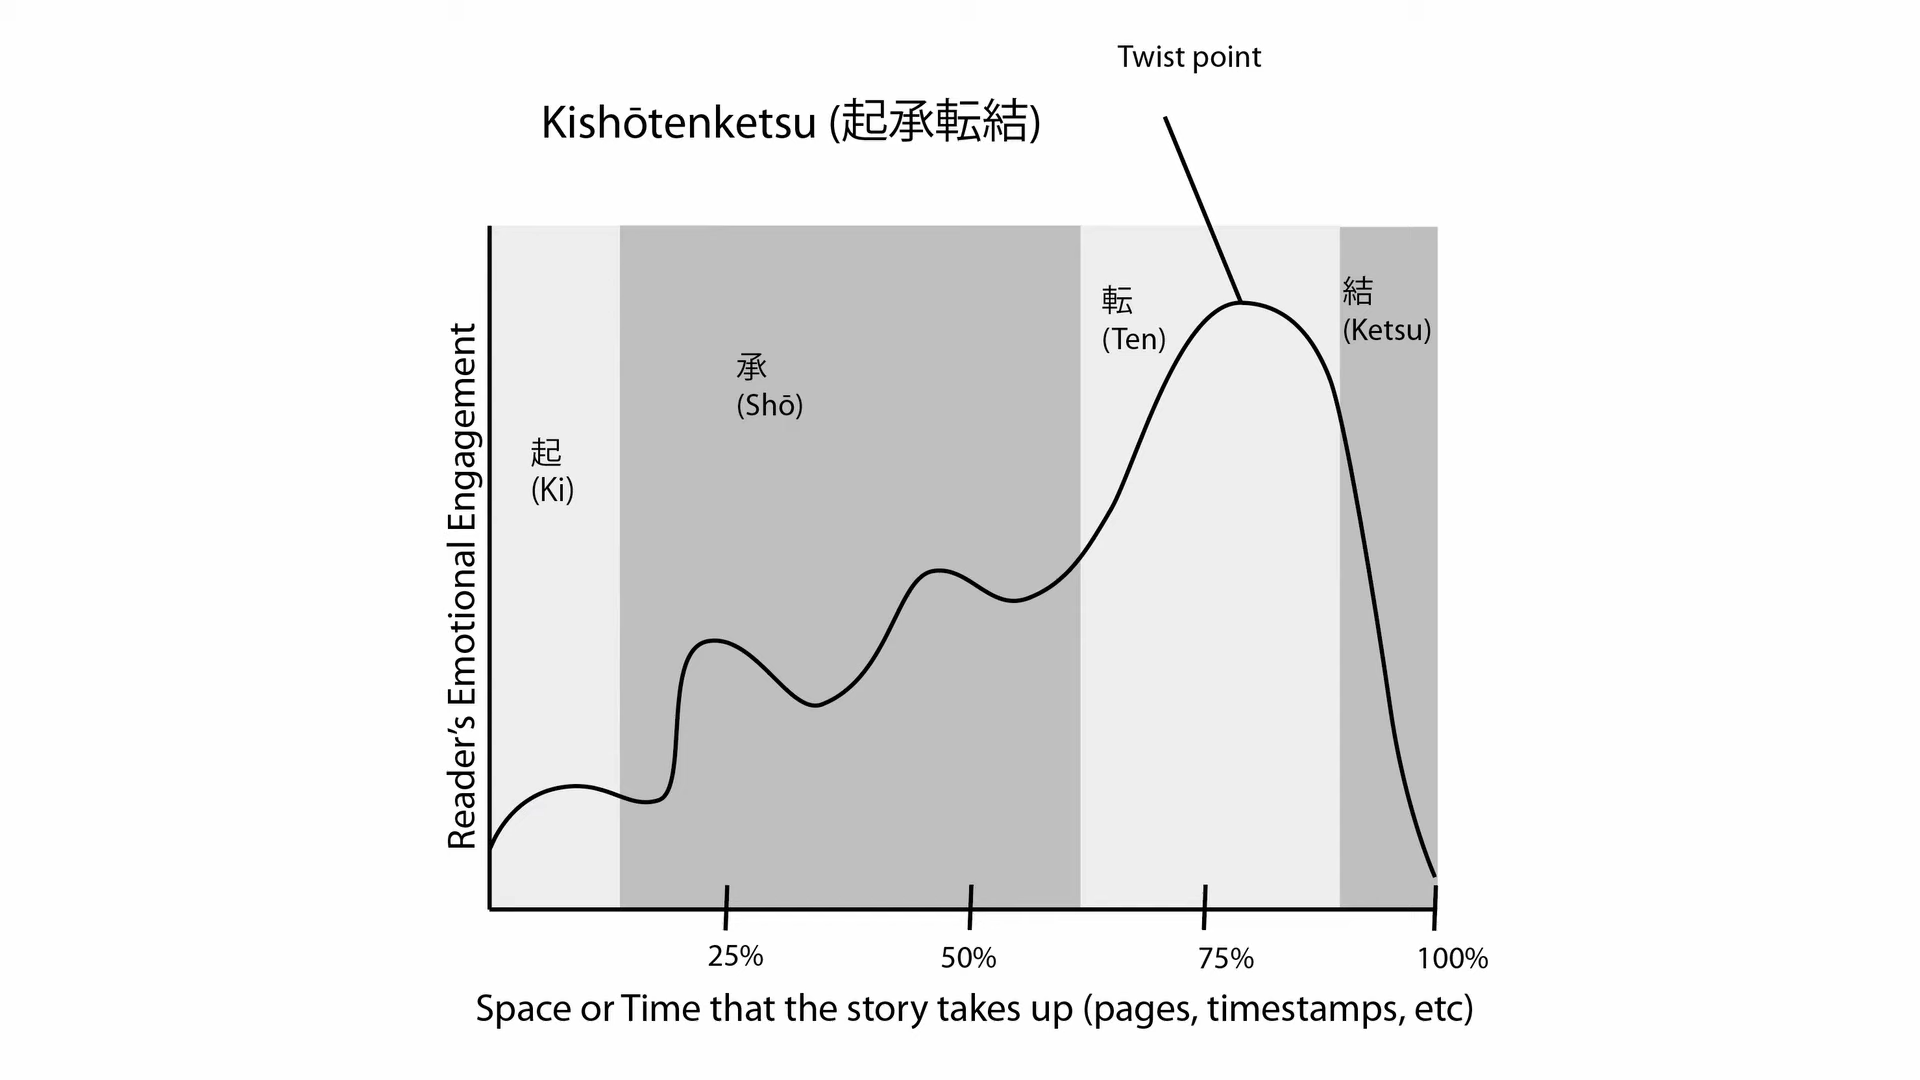 Twist point
Kishōtenketsu (起承転結)
転
(Ten)
結
(Ketsu)
承
(Shō)
起
(Ki)
Reader's Emotional Engagement
25%
50%
75%
100%
Space or Time that the story takes up (pages, timestamps, etc)